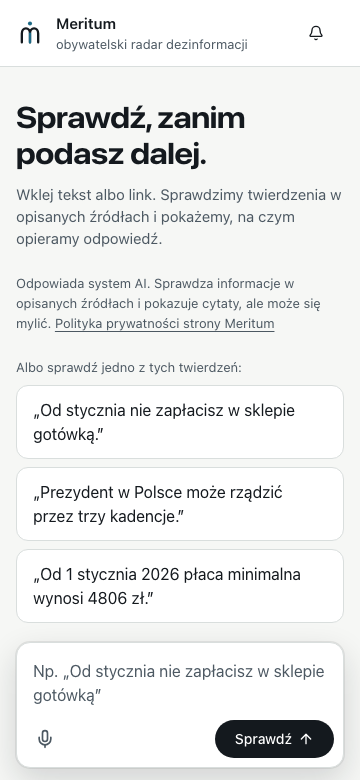 Meritum
obywatelski radar dezinformacji
Sprawdź, zanim
podasz dalej.
Wklej tekst albo link. Sprawdzimy twierdzenia w
opisanych źródłach i pokażemy, na czym
opieramy odpowiedź.
Odpowiada system AI. Sprawdza informacje w
opisanych źródłach i pokazuje cytaty, ale może się
mylić. Polityka prywatności strony Meritum
Albo sprawdź jedno z tych twierdzeń:
„Od stycznia nie zapłacisz w sklepie
gotówką.”
„Prezydent w Polsce może rządzić
przez trzy kadencje.”
„Od 1 stycznia 2026 płaca minimalna
wynosi 4806 zł.”
Np. „Od stycznia nie zapłacisz w sklepie
gotówką”
Sprawdź